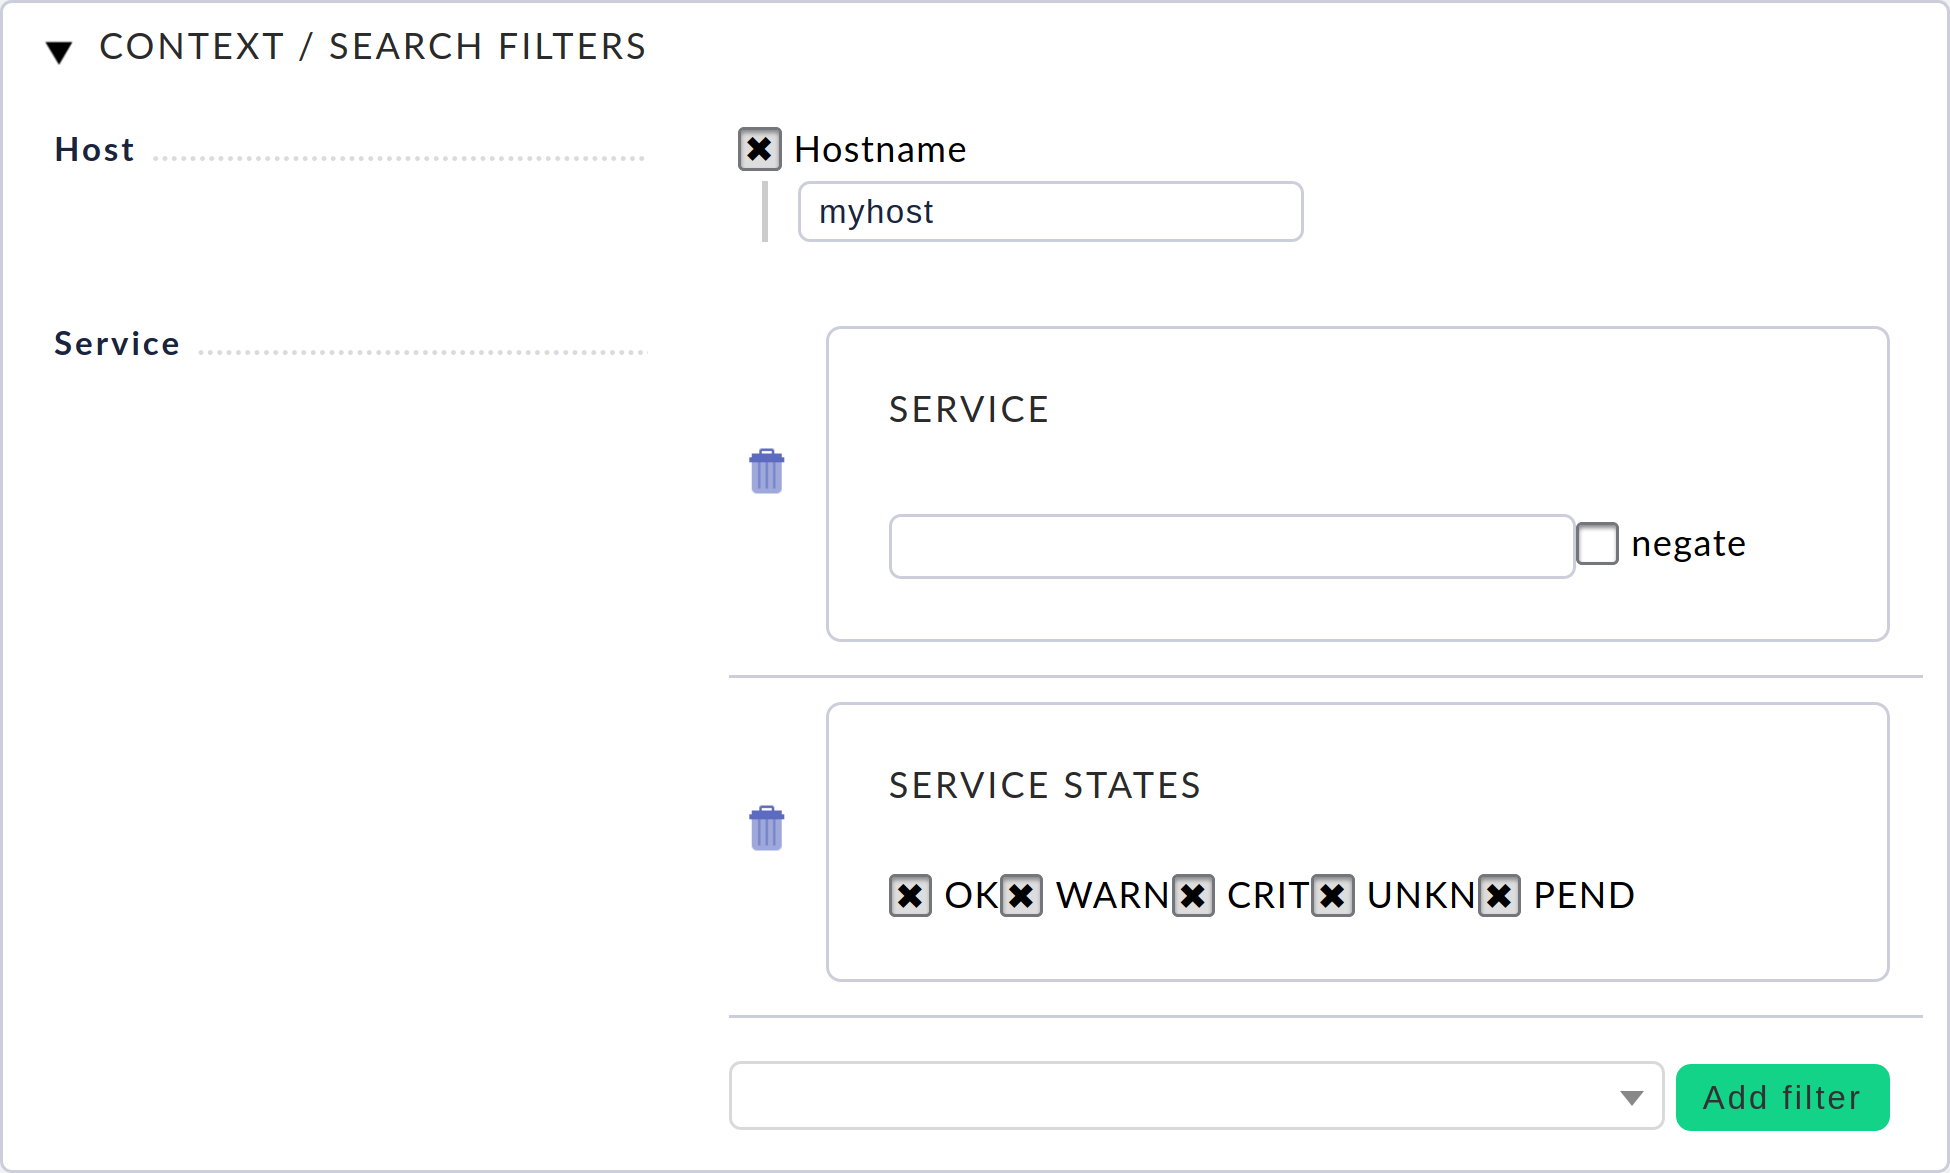 CONTEXT / SEARCH FILTERS
Host
Hostname
myhost
Service
SERVICE
negate
SERVICE STATES
OK WARN CRIT UNKN PEND
Add filter